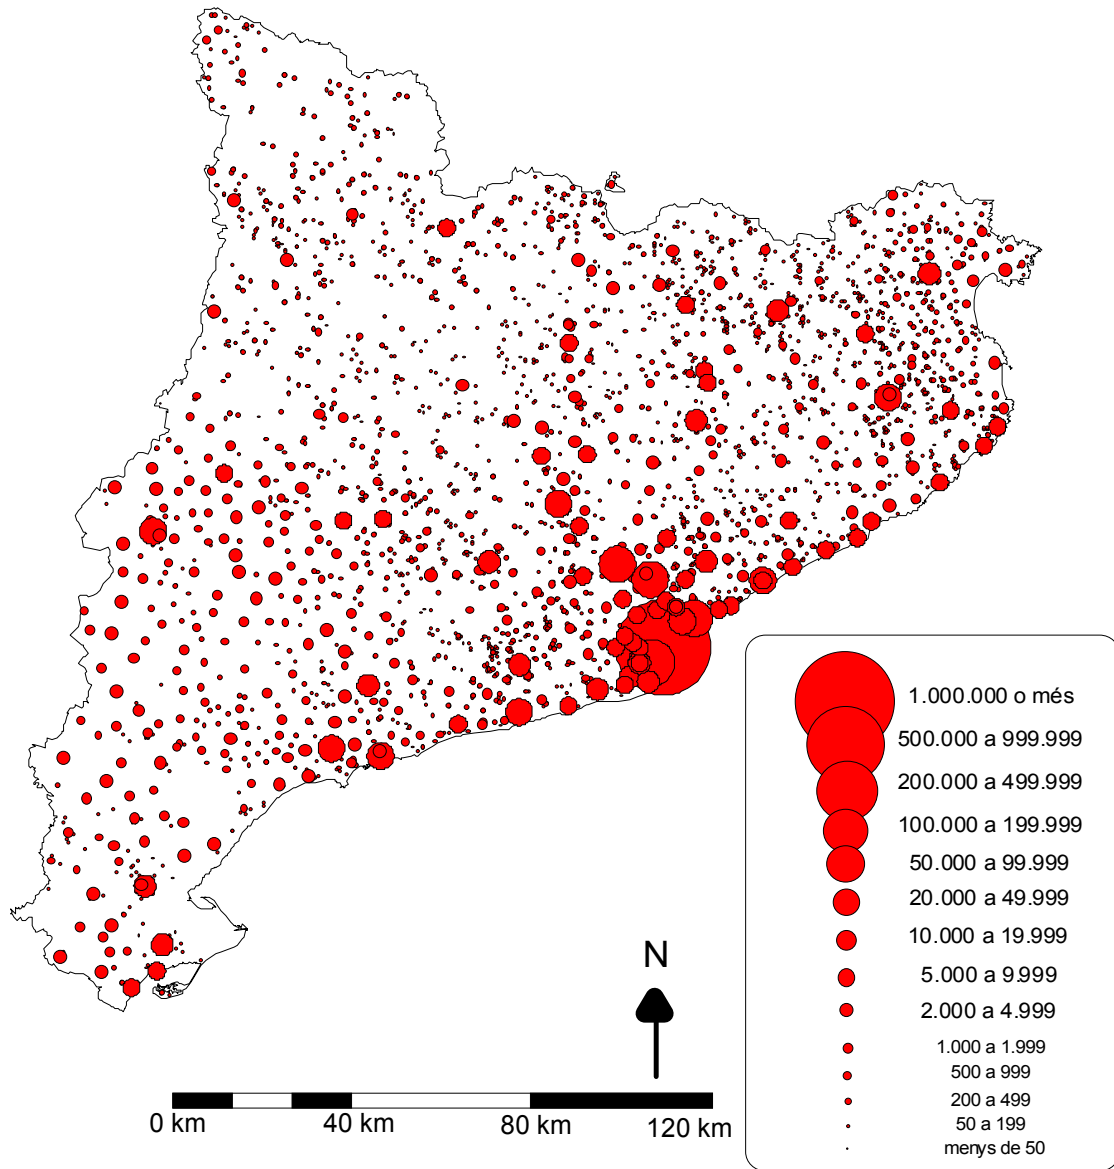 1.000.000 o més
500.000 a 999.999
200.000 a 499.999
100.000 a 199.999
50.000 a 99.999
20.000 a 49.999
10.000 a 19.999
5.000 a 9.999
2.000 a 4.999
1.000 a 1.999
500 a 999
200 a 499
50 a 199
menys de 50
N
0 km 40 km 80 km 120 km